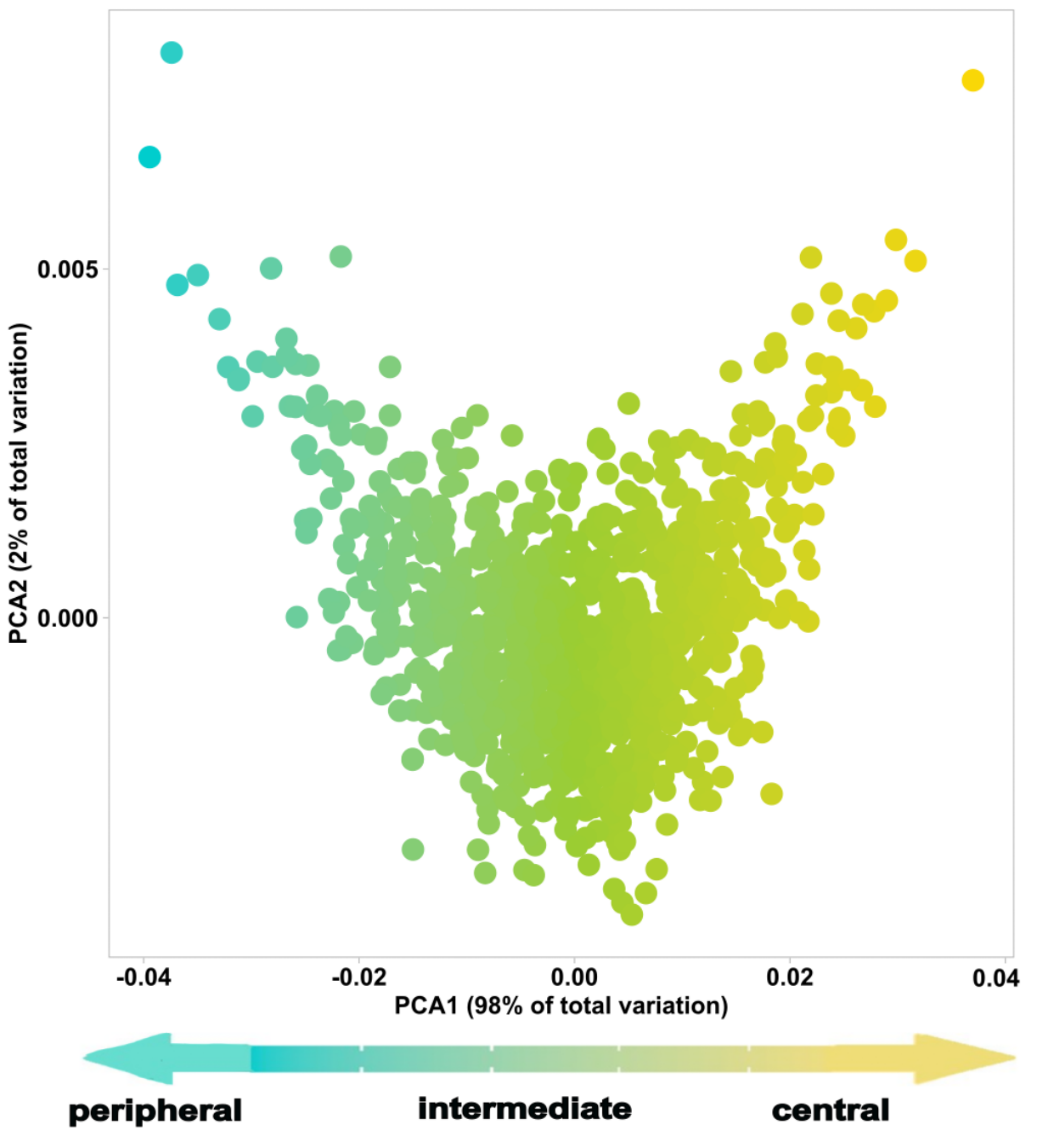 PCA2 (2% of total variation)
0.005
0.000
-0.04 -0.02 0.00 0.02 0.04
PCA1 (98% of total variation)
peripheral intermediate central